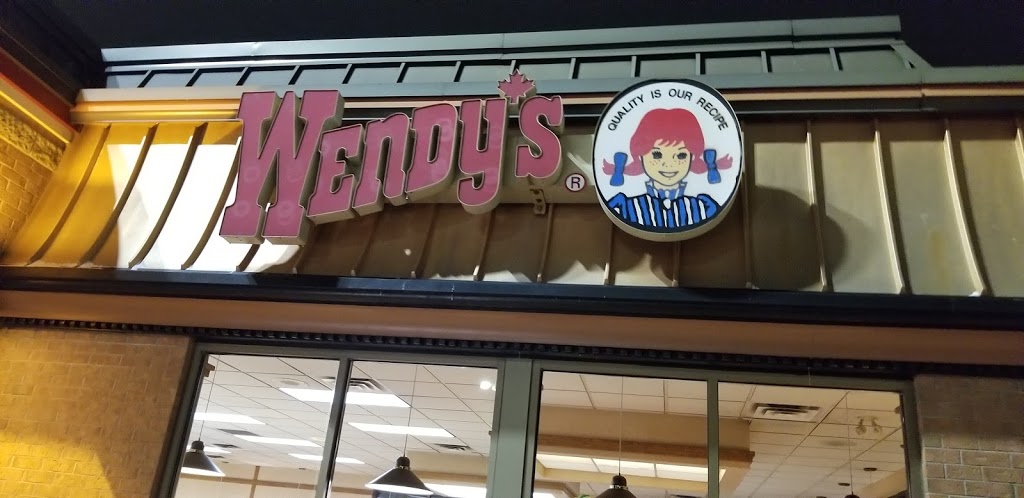 WENDY'S
®
QUALITY IS OUR RECIPE